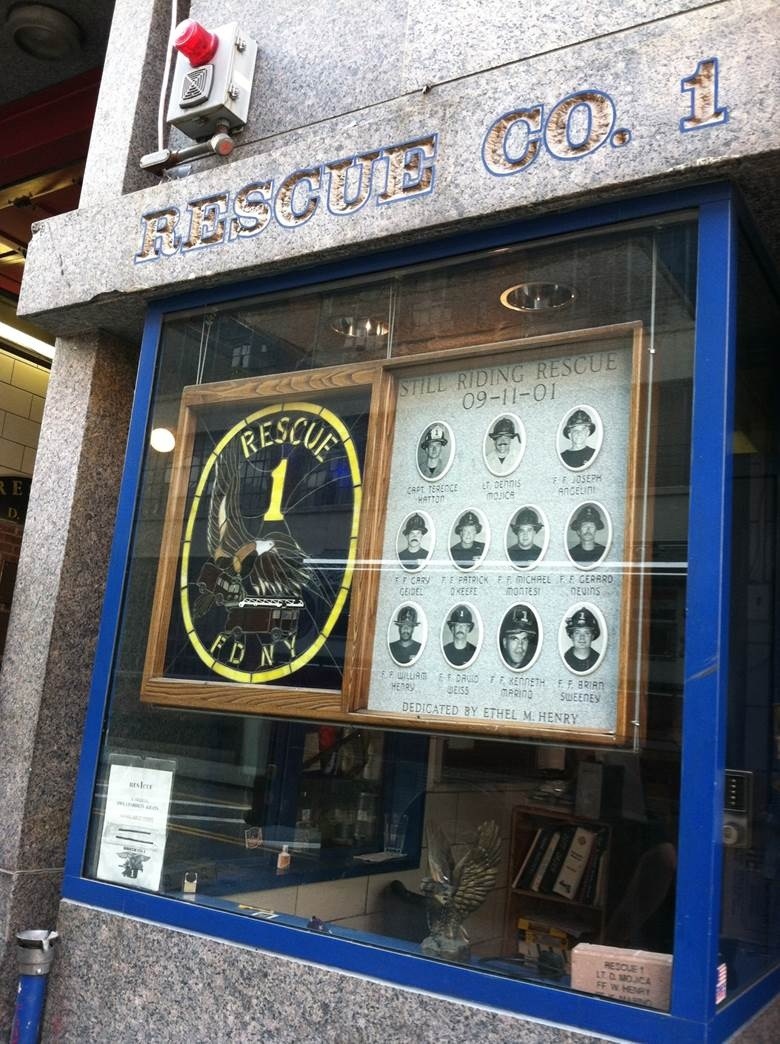 RESCUE CO. 1
RESCUE
1
FDNY
STILL RIDING RESCUE
09-11-01
CAPT. TERENCE
HATTON
LT. DENNIS
MOJICA
F.F. JOSEPH
ANGELINI
F.F. GARY
GEIDEL
F.F. PATRICK
O'KEEFE
F.F. MICHAEL
MONTESI
F.F. GERARD
NEVINS
F.F. WILLIAM
HENRY
F.F. DAVID
WEISS
F.F. KENNETH
MARINO
F.F. BRIAN
SWEENEY
DEDICATED BY ETHEL M. HENRY
RESCUE
RESCUE 1
LT. D. MOJICA
FF W. HENRY
RE
D.